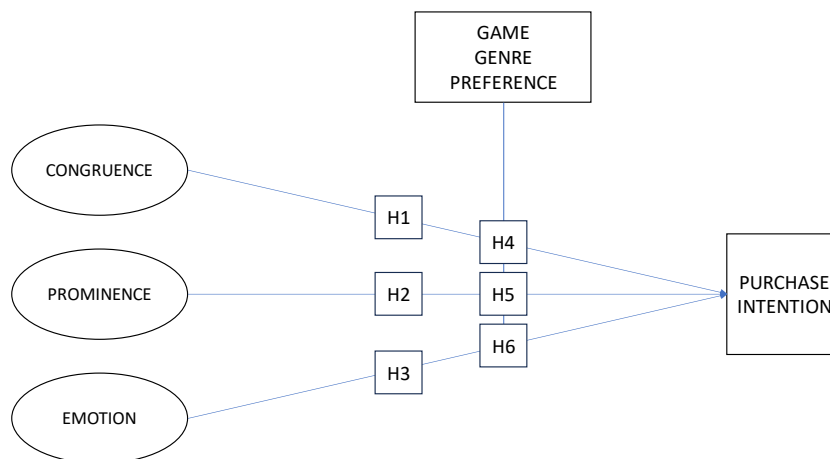 GAME
GENRE
PREFERENCE
CONGRUENCE
H1
H4
PROMINENCE
H2
H5
PURCHASE
INTENTION
H3
H6
EMOTION